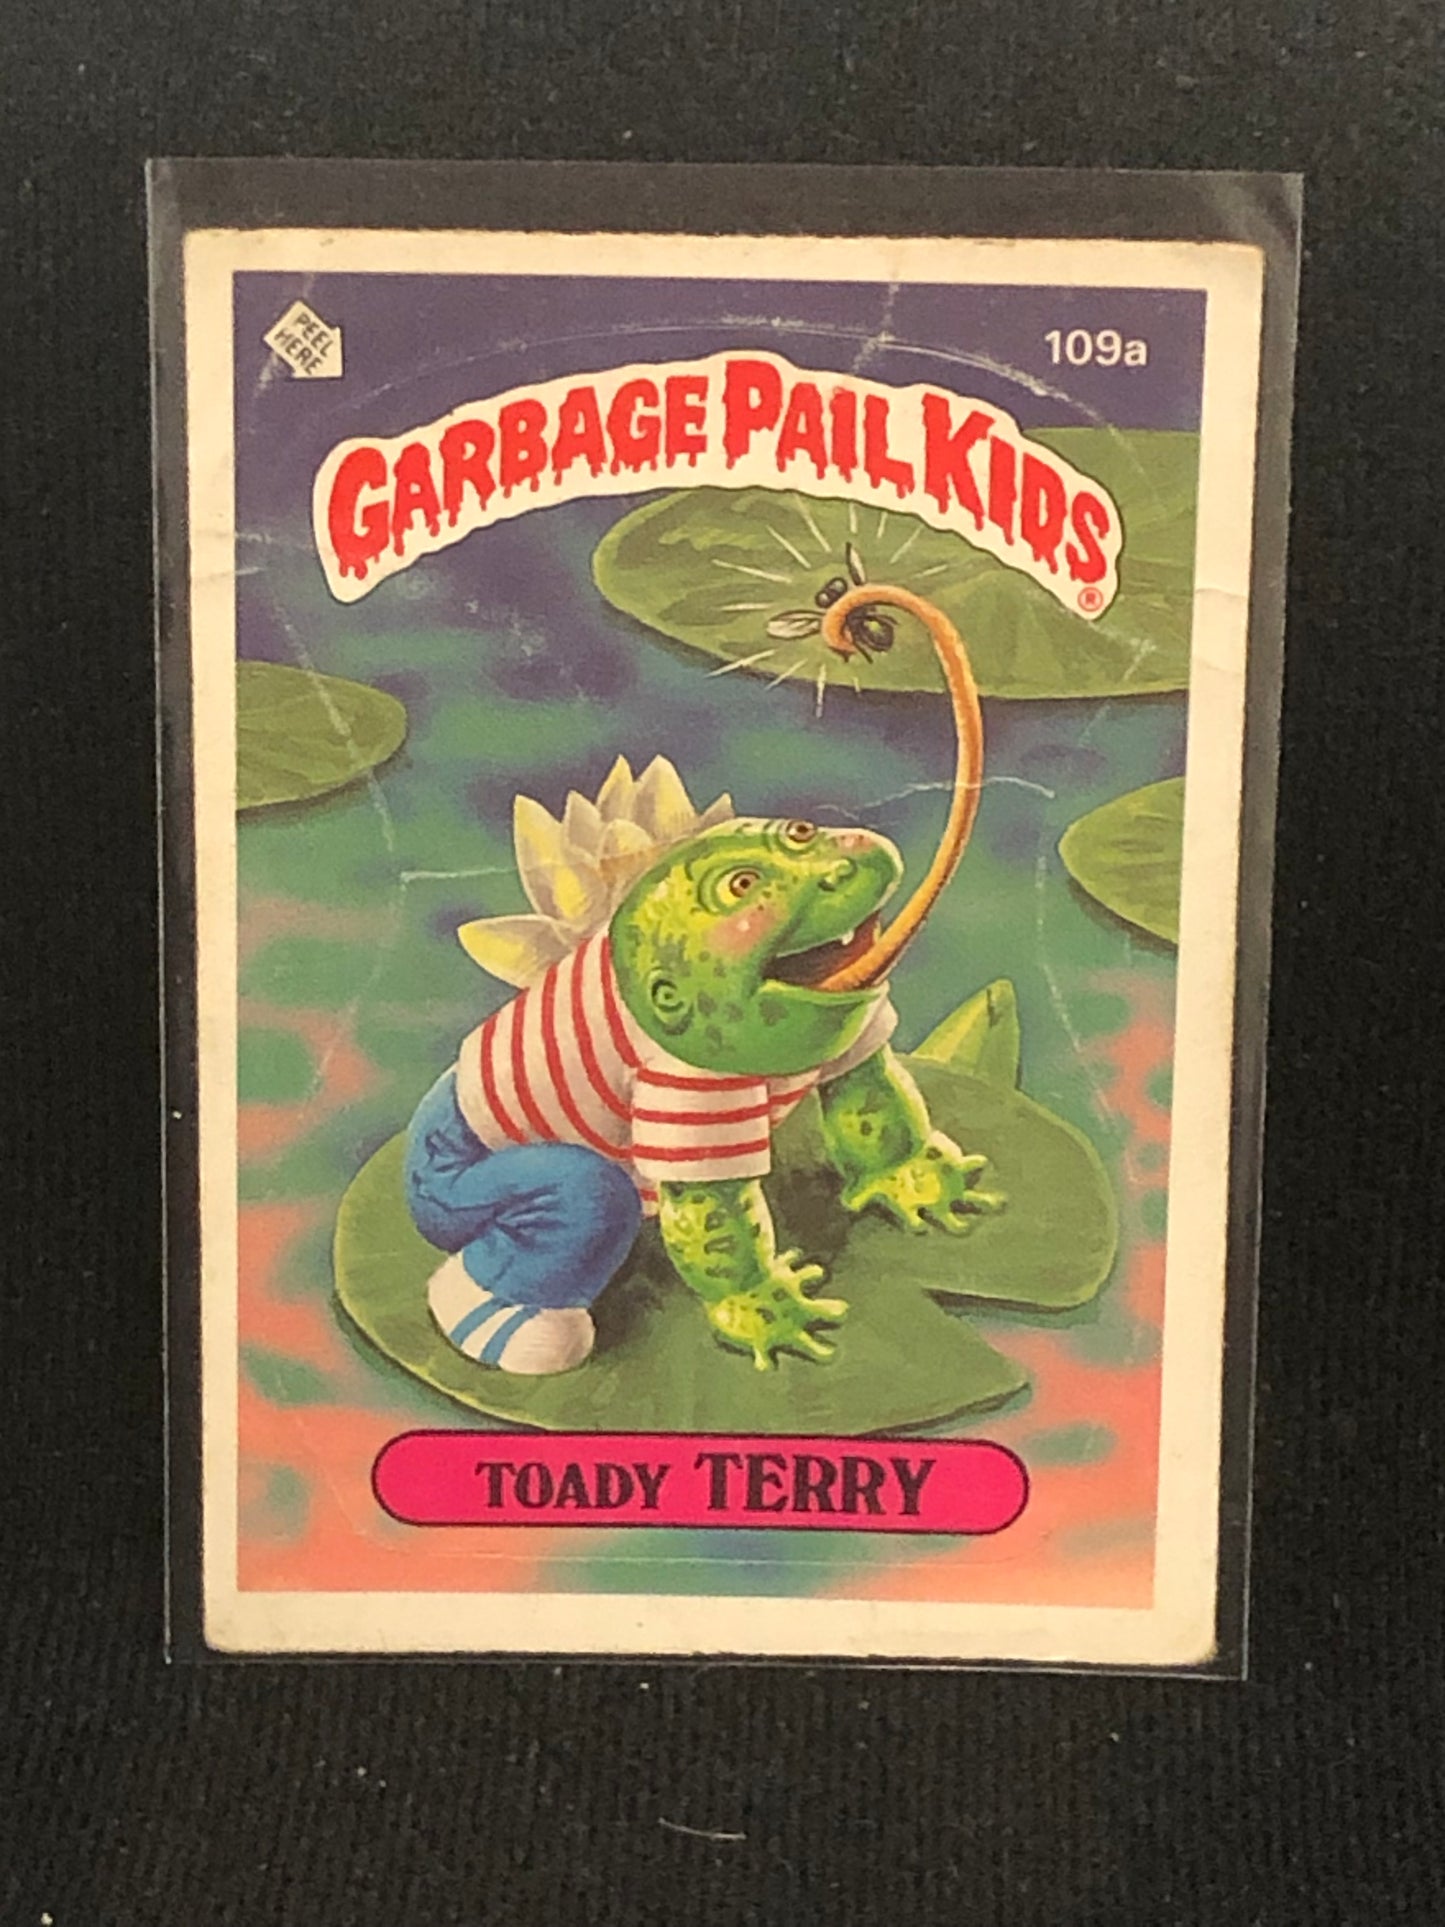 PEEL
HERE
109a
GARBAGE PAIL KIDS
®
TOADY TERRY